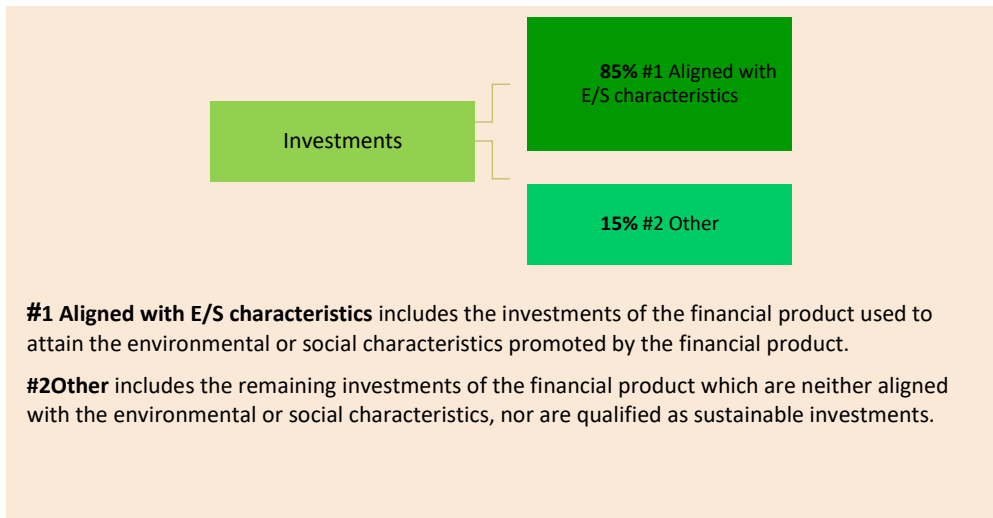 85% #1 Aligned with
E/S characteristics
Investments
15% #2 Other
#1 Aligned with E/S characteristics includes the investments of the financial product used to
attain the environmental or social characteristics promoted by the financial product.
#2Other includes the remaining investments of the financial product which are neither aligned
with the environmental or social characteristics, nor are qualified as sustainable investments.